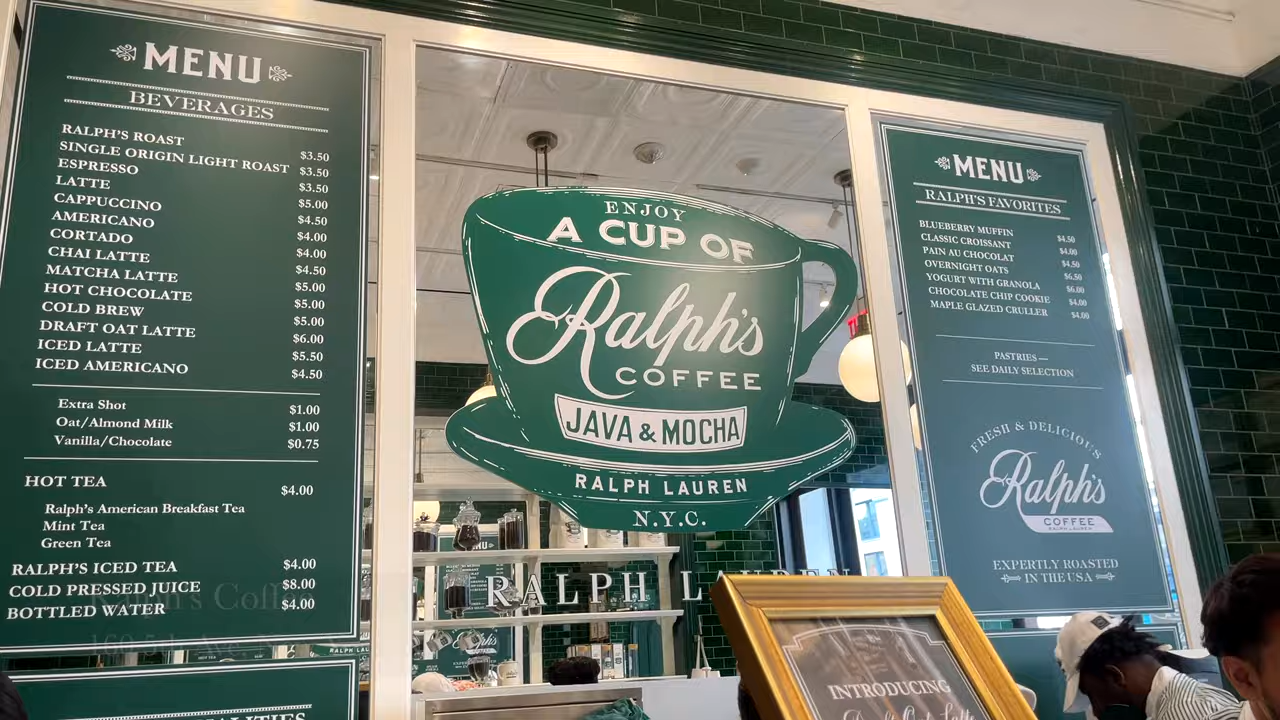 MENU
BEVERAGES
RALPH'S ROAST $3.50
SINGLE ORIGIN LIGHT ROAST $3.50
ESPRESSO $3.50
LATTE $5.00
CAPPUCCINO $4.50
AMERICANO $4.00
CORTADO $4.00
CHAI LATTE $4.50
MATCHA LATTE $5.00
HOT CHOCOLATE $5.00
COLD BREW $5.00
DRAFT OAT LATTE $6.00
ICED LATTE $5.50
ICED AMERICANO $4.50
Extra Shot $1.00
Oat/Almond Milk $1.00
Vanilla/Chocolate $0.75
HOT TEA $4.00
Ralph's American Breakfast Tea
Mint Tea
Green Tea
RALPH'S ICED TEA $4.00
COLD PRESSED JUICE $8.00
BOTTLED WATER $4.00
Ralph's Coffee
ENJOY
A CUP OF
Ralph's
COFFEE
JAVA & MOCHA
RALPH LAUREN
N.Y.C.
RALPH LAUREN
INTRODUCING
MENU
RALPH'S FAVORITES
BLUEBERRY MUFFIN $4.50
CLASSIC CROISSANT $4.00
PAIN AU CHOCOLAT $4.50
OVERNIGHT OATS $6.50
YOGURT WITH GRANOLA $6.00
CHOCOLATE CHIP COOKIE $4.00
MAPLE GLAZED CRULLER $4.00
PASTRIES—
SEE DAILY SELECTION
FRESH & DELICIOUS
Ralph's
COFFEE
RALPH LAUREN
EXPERTLY ROASTED
IN THE USA